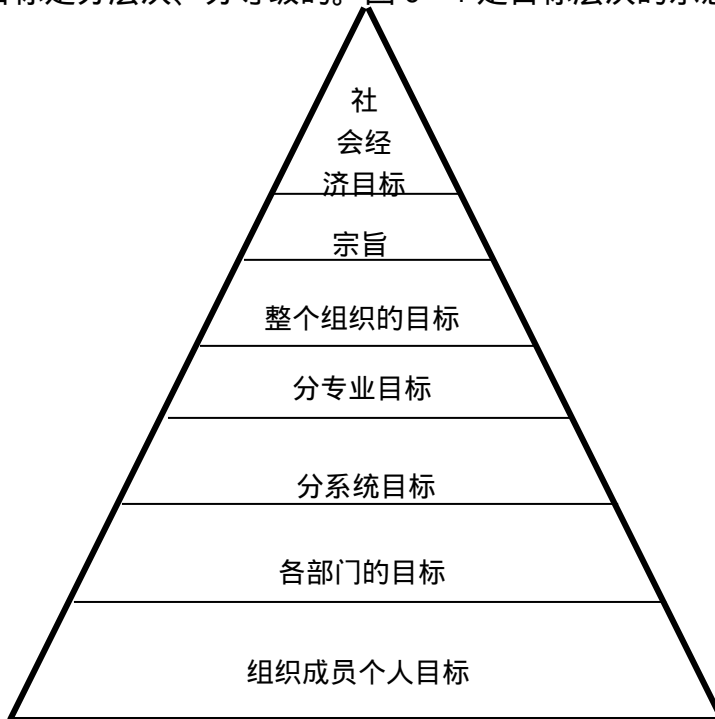 社
会经
济目标
宗旨
整个组织的目标
分专业目标
分系统目标
各部门的目标
组织成员个人目标